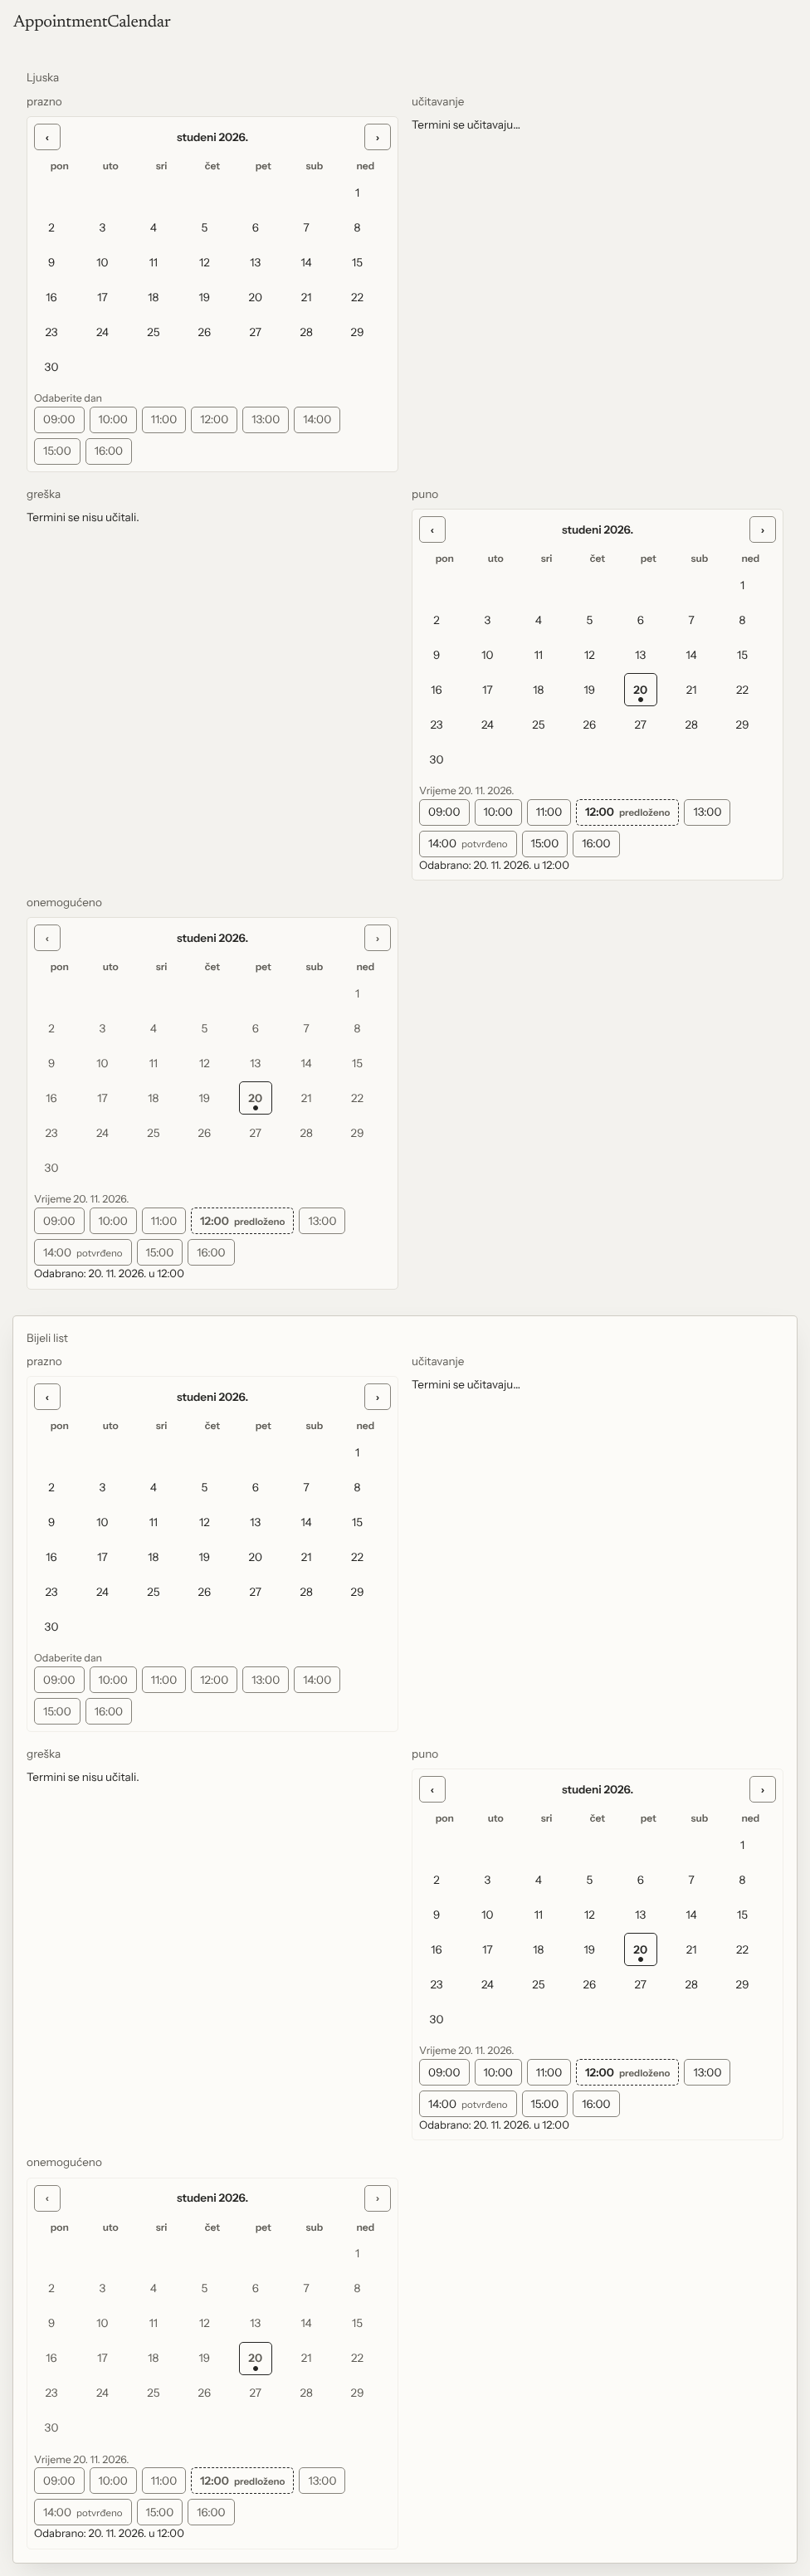 AppointmentCalendar
Ljuska
prazno
‹ studeni 2026. ›
pon uto sri čet pet sub ned
1
2 3 4 5 6 7 8
9 10 11 12 13 14 15
16 17 18 19 20 21 22
23 24 25 26 27 28 29
30
Odaberite dan
09:00 10:00 11:00 12:00 13:00 14:00
15:00 16:00
učitavanje
Termini se učitavaju…
greška
Termini se nisu učitali.
puno
‹ studeni 2026. ›
pon uto sri čet pet sub ned
1
2 3 4 5 6 7 8
9 10 11 12 13 14 15
16 17 18 19 20 21 22
23 24 25 26 27 28 29
30
Vrijeme 20. 11. 2026.
09:00 10:00 11:00 12:00 predloženo 13:00
14:00 potvrđeno 15:00 16:00
Odabrano: 20. 11. 2026. u 12:00
onemogućeno
‹ studeni 2026. ›
pon uto sri čet pet sub ned
1
2 3 4 5 6 7 8
9 10 11 12 13 14 15
16 17 18 19 20 21 22
23 24 25 26 27 28 29
30
Vrijeme 20. 11. 2026.
09:00 10:00 11:00 12:00 predloženo 13:00
14:00 potvrđeno 15:00 16:00
Odabrano: 20. 11. 2026. u 12:00
Bijeli list
prazno
‹ studeni 2026. ›
pon uto sri čet pet sub ned
1
2 3 4 5 6 7 8
9 10 11 12 13 14 15
16 17 18 19 20 21 22
23 24 25 26 27 28 29
30
Odaberite dan
09:00 10:00 11:00 12:00 13:00 14:00
15:00 16:00
učitavanje
Termini se učitavaju…
greška
Termini se nisu učitali.
puno
‹ studeni 2026. ›
pon uto sri čet pet sub ned
1
2 3 4 5 6 7 8
9 10 11 12 13 14 15
16 17 18 19 20 21 22
23 24 25 26 27 28 29
30
Vrijeme 20. 11. 2026.
09:00 10:00 11:00 12:00 predloženo 13:00
14:00 potvrđeno 15:00 16:00
Odabrano: 20. 11. 2026. u 12:00
onemogućeno
‹ studeni 2026. ›
pon uto sri čet pet sub ned
1
2 3 4 5 6 7 8
9 10 11 12 13 14 15
16 17 18 19 20 21 22
23 24 25 26 27 28 29
30
Vrijeme 20. 11. 2026.
09:00 10:00 11:00 12:00 predloženo 13:00
14:00 potvrđeno 15:00 16:00
Odabrano: 20. 11. 2026. u 12:00